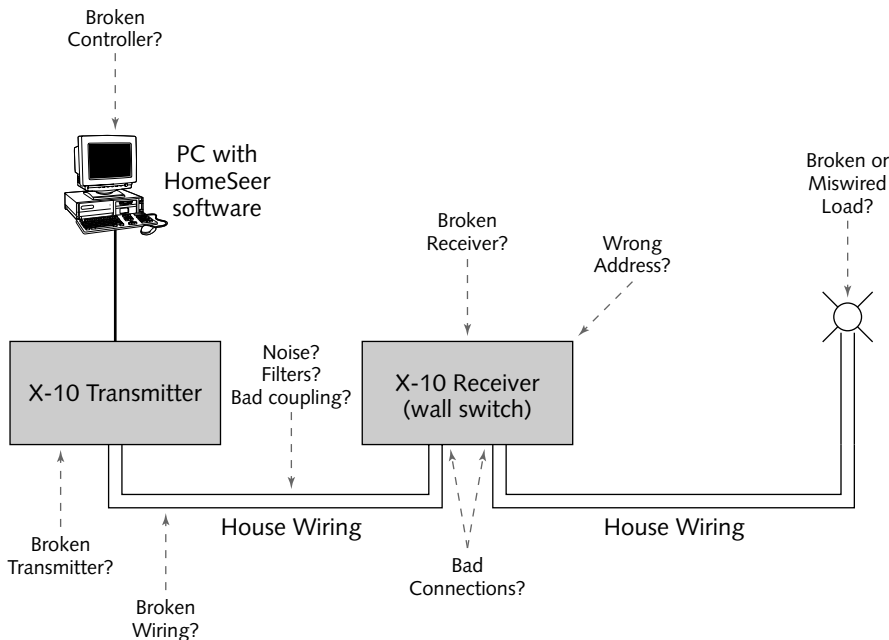 Broken
Controller?
PC with
HomeSeer
software
Broken or
Miswired
Load?
Broken
Receiver?
Wrong
Address?
X-10 Transmitter
Noise?
Filters?
Bad coupling?
X-10 Receiver
(wall switch)
House Wiring
House Wiring
Broken
Transmitter?
Broken
Wiring?
Bad
Connections?